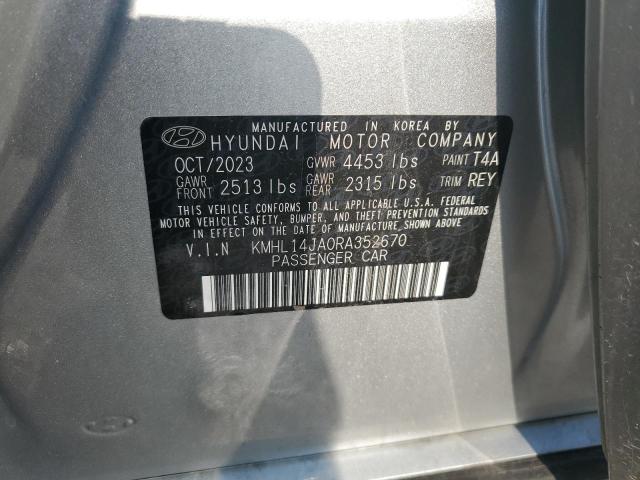 MANUFACTURED IN KOREA BY
HYUNDAI MOTOR COMPANY
OCT/2023 GVWR 4453 lbs PAINT T4A
GAWR FRONT 2513 lbs GAWR REAR 2315 lbs TRIM REY
THIS VEHICLE CONFORMS TO ALL APPLICABLE U.S.A. FEDERAL
MOTOR VEHICLE SAFETY, BUMPER, AND THEFT PREVENTION STANDARDS
IN EFFECT ON THE DATE OF MANUFACTURE SHOWN ABOVE
V.I.N KMHL14JA0RA352670
PASSENGER CAR